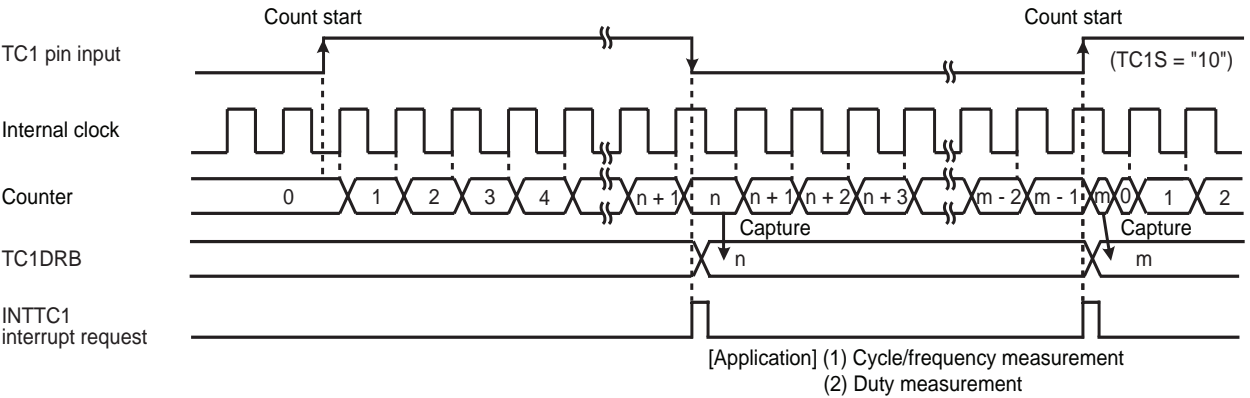 Count start Count start
TC1 pin input
(TC1S = "10")
Internal clock
Counter 0 1 2 3 4 n + 1 n n + 1 n + 2 n + 3 m - 2 m - 1 m 0 1 2
Capture Capture
TC1DRB n m
INTTC1
interrupt request
[Application] (1) Cycle/frequency measurement
(2) Duty measurement